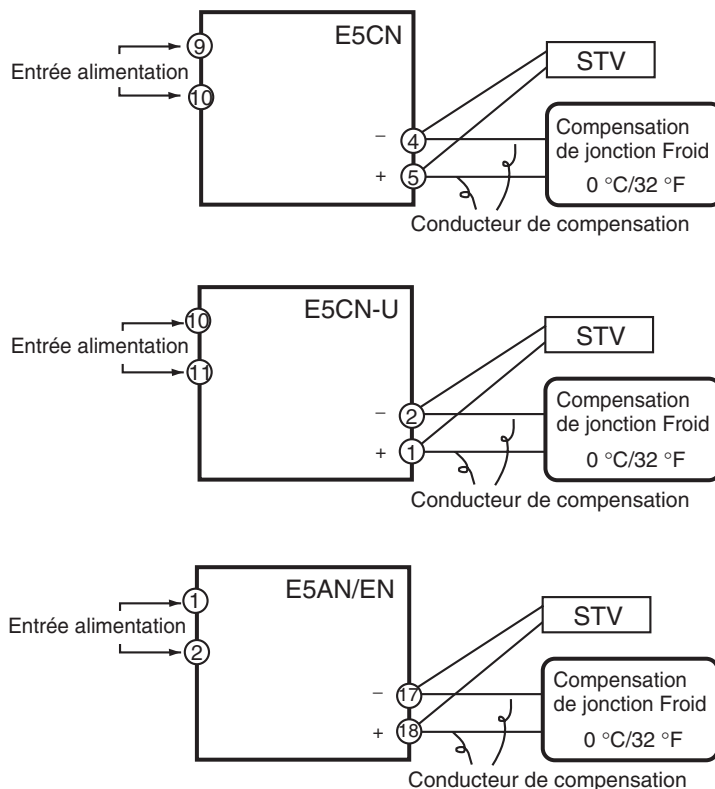 E5CN
9
Entrée alimentation
10
STV
−
4
+
5
Compensation
de jonction Froid
0 °C/32 °F
Conducteur de compensation
E5CN-U
10
Entrée alimentation
11
STV
−
2
+
1
Compensation
de jonction Froid
0 °C/32 °F
Conducteur de compensation
E5AN/EN
1
Entrée alimentation
2
STV
−
17
+
18
Compensation
de jonction Froid
0 °C/32 °F
Conducteur de compensation